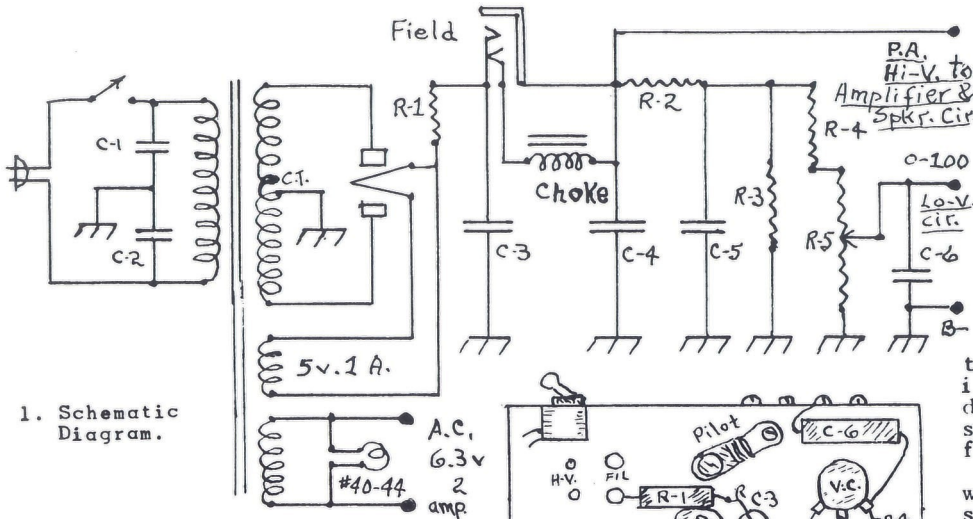 Field
P.A.
Hi-V. to
Amplifier &
Spkr. Cir
R-1
R-2
R-4
C-1
C.T.
Choke
R-3
R-5
0-100
Lo-V.
cir.
C-2
C-3
C-4
C-5
C-6
B-
5v. 1 A.
1. Schematic
Diagram.
A.C.
6.3v
2
amp.
#40-44
Pilot
C-6
H-V.
FIL
V.C.
R-1
C-3